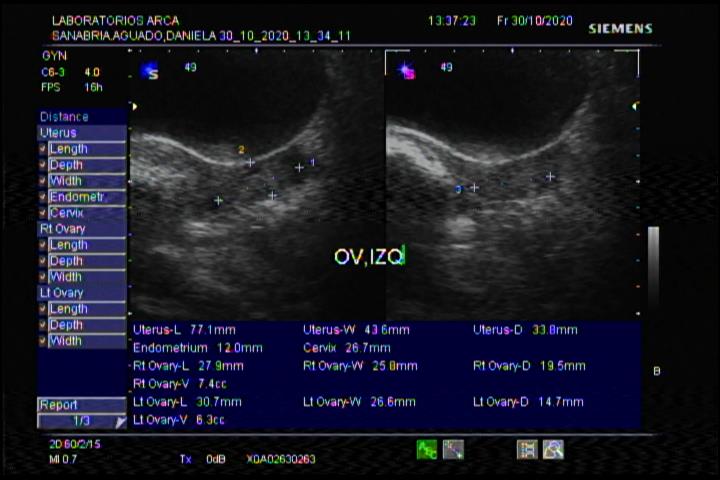 LABORATORIOS ARCA 13:37:23 Fr 30/10/2020 SIEMENS
SANABRIA,AGUADO,DANIELA 30_10_2020_13_34_11
GYN
C6-3 4.0
FPS 16h
49 49
S S
Distance
Uterus
Length
Depth
Width
Endometr.
Cervix
Rt Ovary
Length
Depth
Width
Lt Ovary
Length
Depth
Width
2
1
3
OV,IZQ
Uterus-L 77.1mm Uterus-W 43.6mm Uterus-D 33.8mm
Endometrium 12.0mm Cervix 26.7mm
Rt Ovary-L 27.9mm Rt Ovary-W 25.8mm Rt Ovary-D 19.5mm
Rt Ovary-V 7.4cc
Lt Ovary-L 30.7mm Lt Ovary-W 26.6mm Lt Ovary-D 14.7mm
Lt Ovary-V 6.3cc
B
Report
1/3
2D 60/2/15
MI 0.7 Tx 0dB X0A02630263